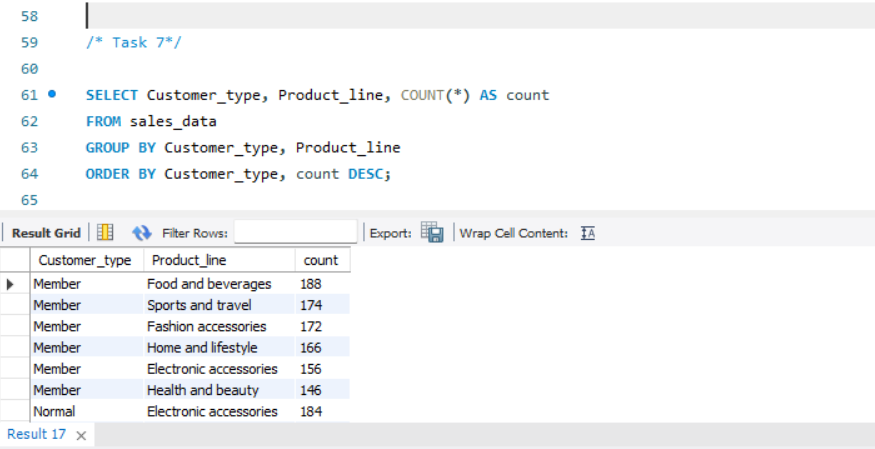 58
59 /* Task 7*/
60
61 SELECT Customer_type, Product_line, COUNT(*) AS count
62 FROM sales_data
63 GROUP BY Customer_type, Product_line
64 ORDER BY Customer_type, count DESC;
65
Result Grid Filter Rows: Export: Wrap Cell Content:
Customer_type Product_line count
Member Food and beverages 188
Member Sports and travel 174
Member Fashion accessories 172
Member Home and lifestyle 166
Member Electronic accessories 156
Member Health and beauty 146
Normal Electronic accessories 184
Result 17